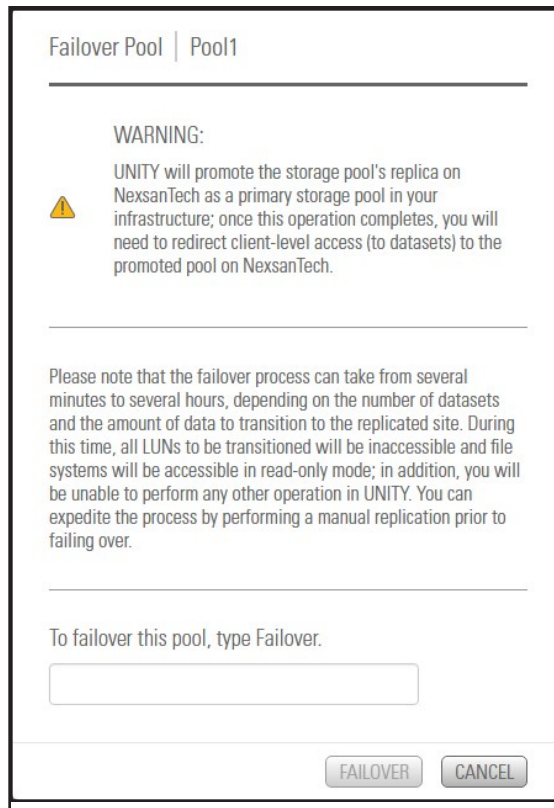 Failover Pool | Pool1
WARNING:
UNITY will promote the storage pool's replica on
NexsanTech as a primary storage pool in your
infrastructure; once this operation completes, you will
need to redirect client-level access (to datasets) to the
promoted pool on NexsanTech.
Please note that the failover process can take from several
minutes to several hours, depending on the number of datasets
and the amount of data to transition to the replicated site. During
this time, all LUNs to be transitioned will be inaccessible and file
systems will be accessible in read-only mode; in addition, you will
be unable to perform any other operation in UNITY. You can
expedite the process by performing a manual replication prior to
failing over.
To failover this pool, type Failover.
FAILOVER CANCEL